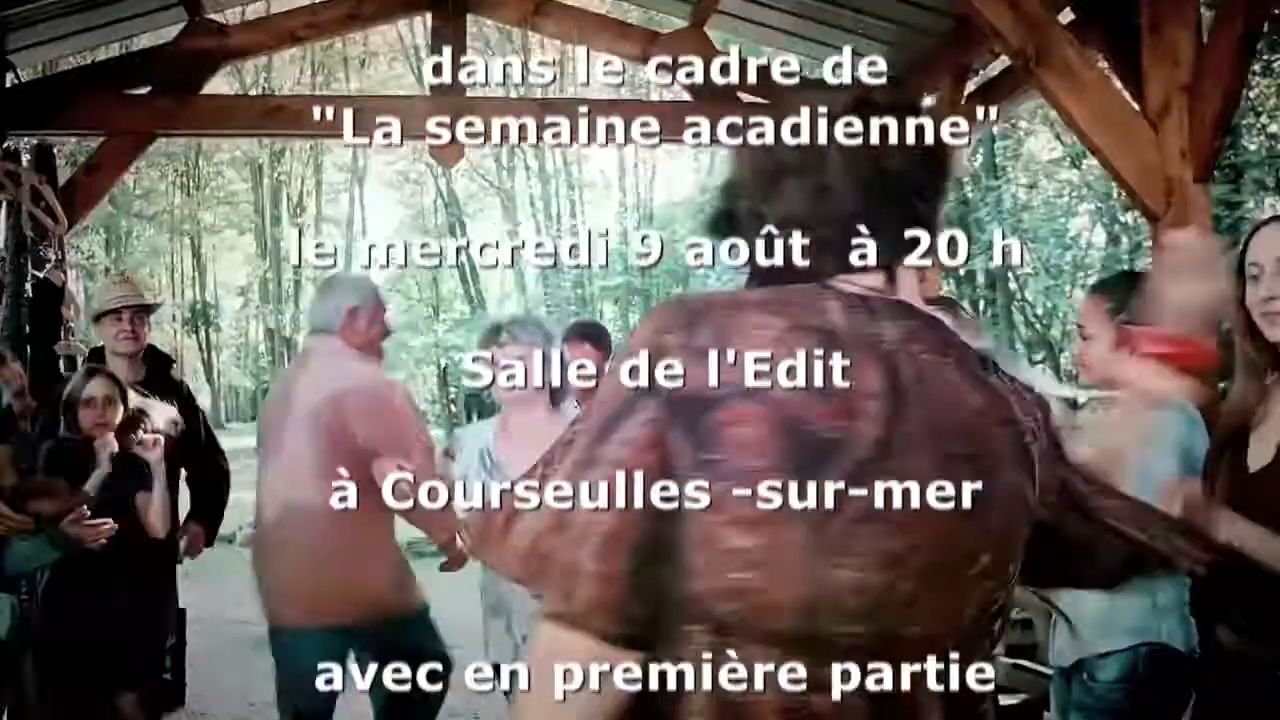 dans le cadre de
"La semaine acadienne"
le mercredi 9 août à 20 h
Salle de l'Edit
à Courseulles -sur-mer
avec en première partie